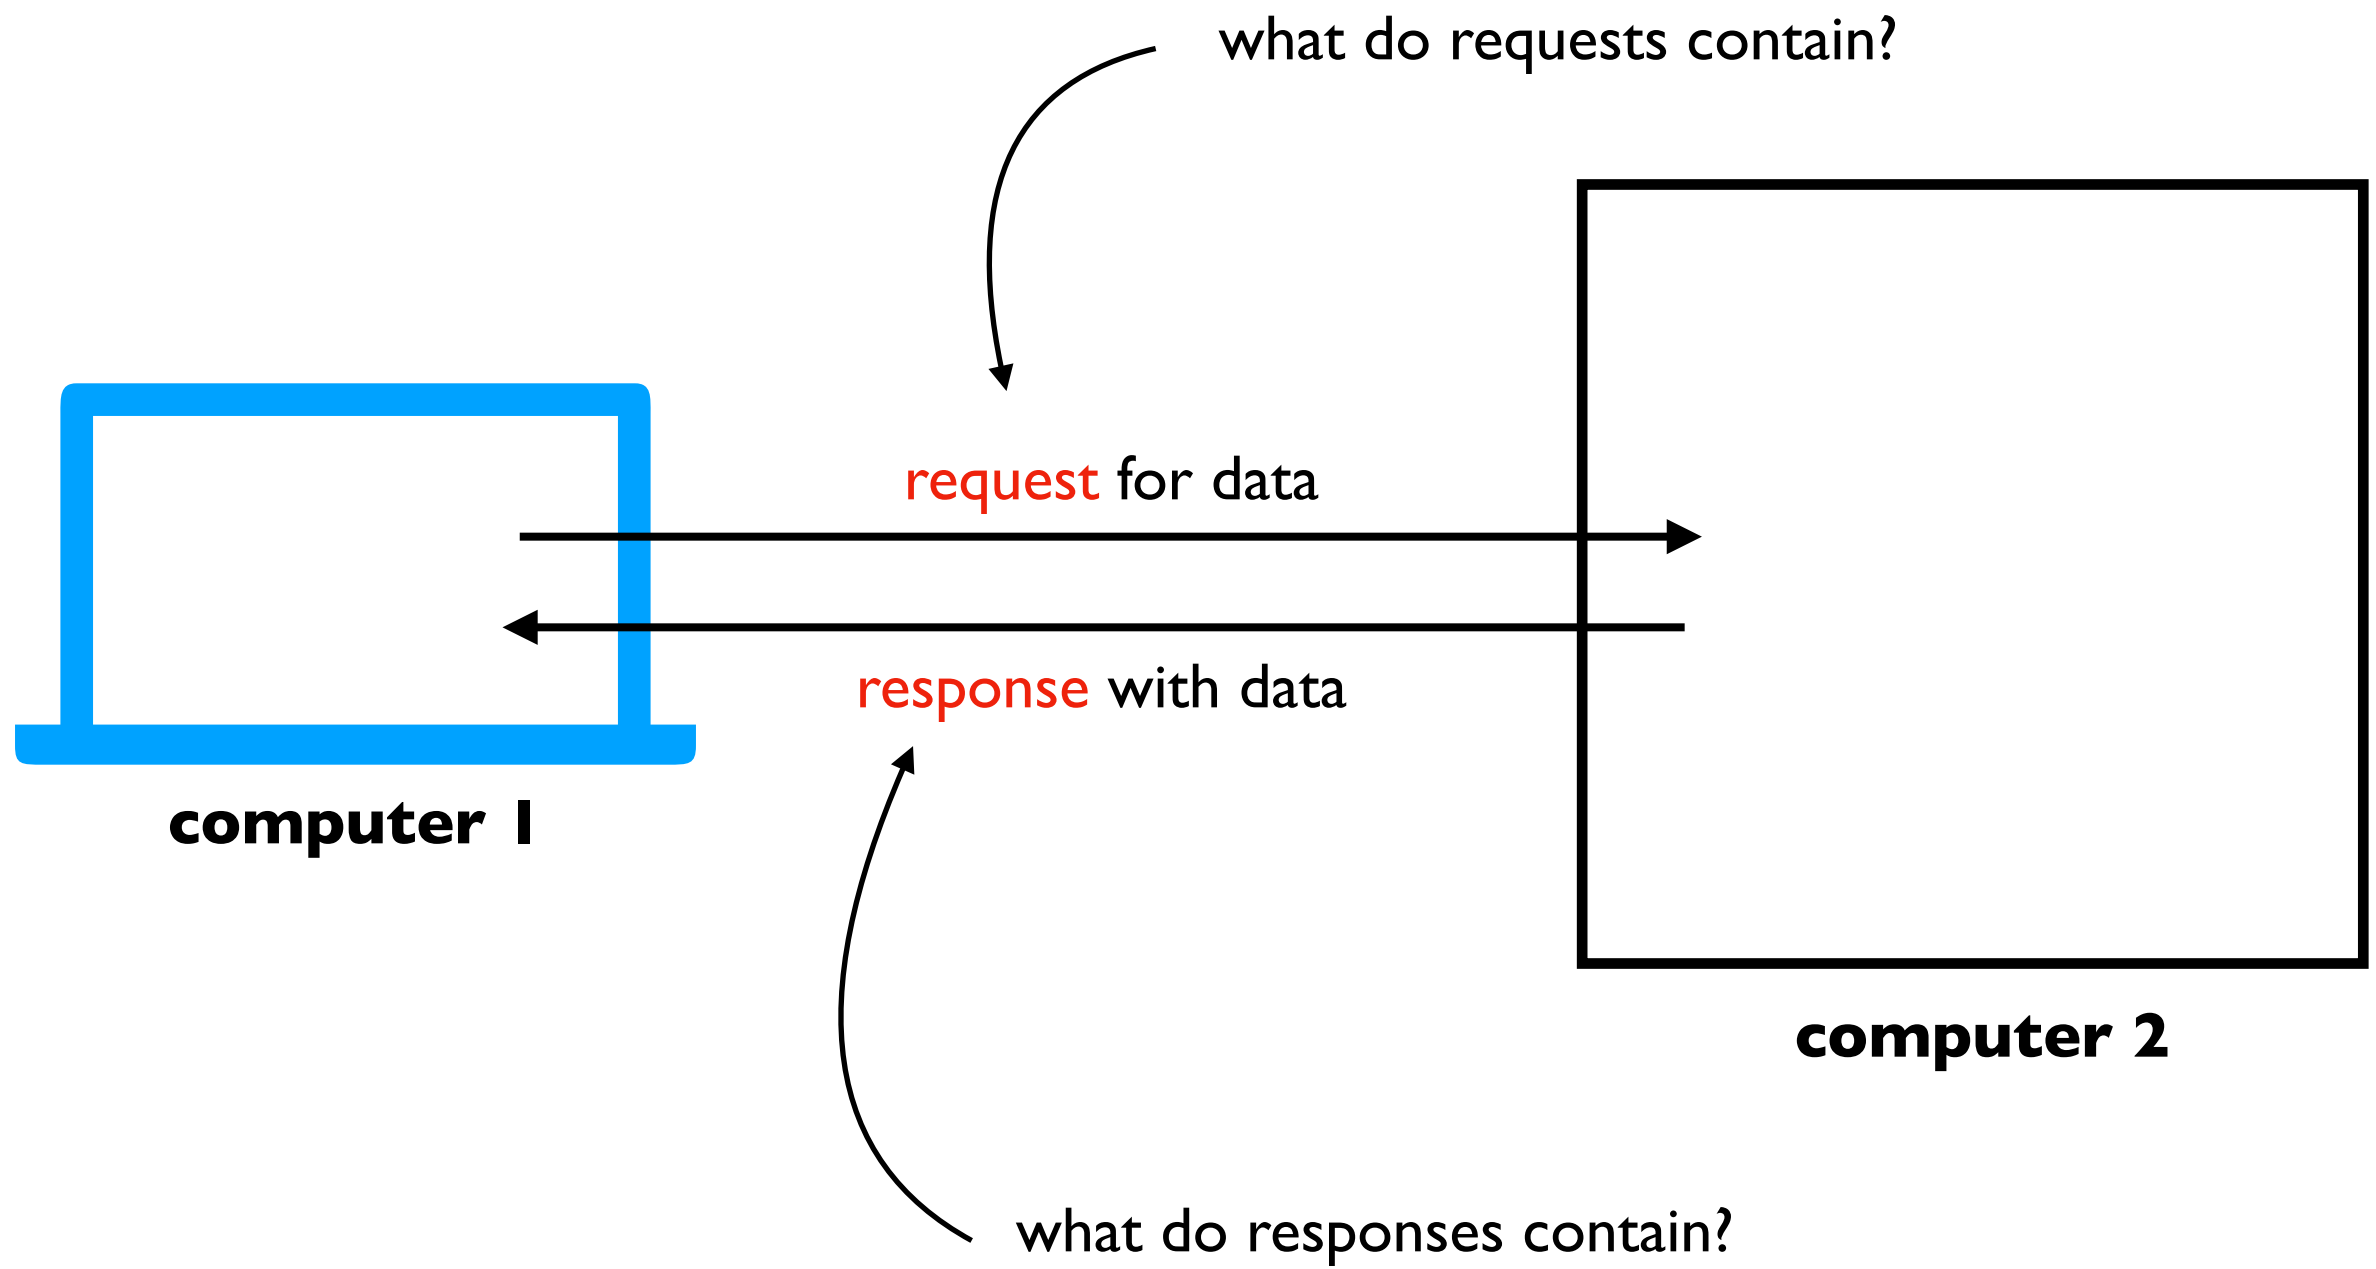 what do requests contain?
request for data
response with data
computer 1
computer 2
what do responses contain?